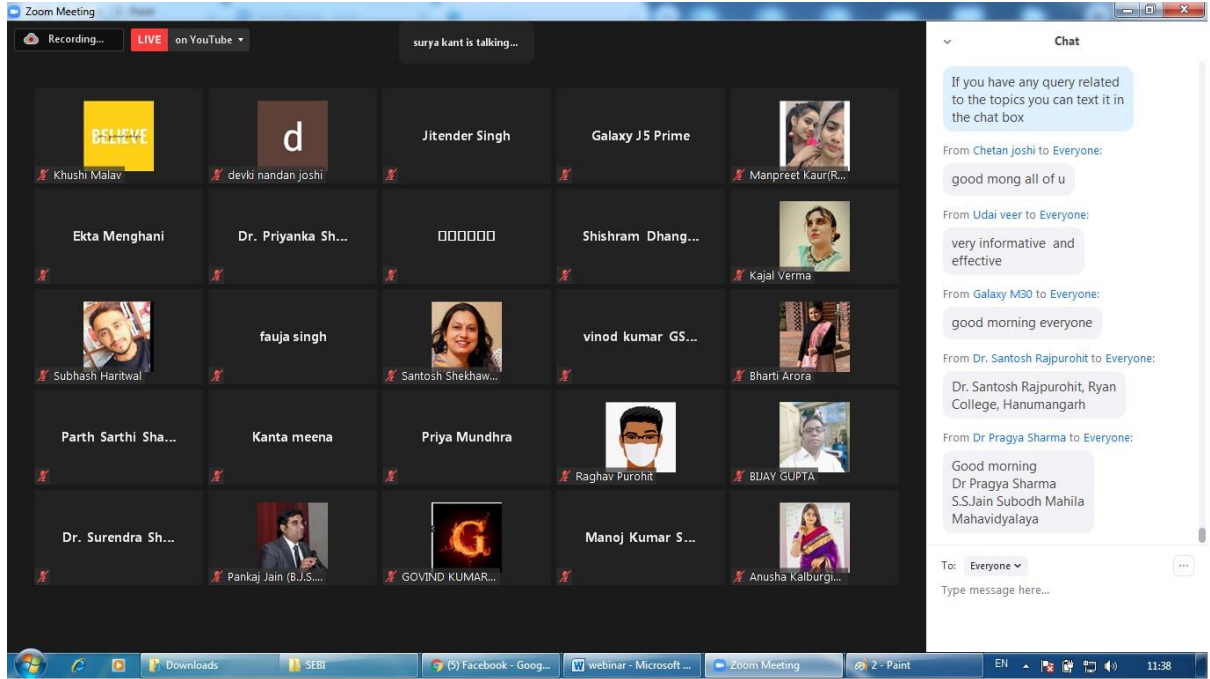 Zoom Meeting
Recording...
LIVE on YouTube
surya kant is talking...
BELIEVE
Khushi Malav
d
devki nandan joshi
Jitender Singh
Galaxy J5 Prime
Manpreet Kaur(R...
Ekta Menghani
Dr. Priyanka Sh...
Shishram Dhang...
Kajal Verma
Subhash Haritwal
fauja singh
Santosh Shekhaw...
vinod kumar GS...
Bharti Arora
Parth Sarthi Sha...
Kanta meena
Priya Mundhra
Raghav Purohit
BIJAY GUPTA
Dr. Surendra Sh...
Pankaj Jain (B.J.S....
G
GOVIND KUMAR...
Manoj Kumar S...
Anusha Kalburgi...
Chat
If you have any query related
to the topics you can text it in
the chat box
From Chetan joshi to Everyone:
good mong all of u
From Udai veer to Everyone:
very informative and
effective
From Galaxy M30 to Everyone:
good morning everyone
From Dr. Santosh Rajpurohit to Everyone:
Dr. Santosh Rajpurohit, Ryan
College, Hanumangarh
From Dr Pragya Sharma to Everyone:
Good morning
Dr Pragya Sharma
S.S.Jain Subodh Mahila
Mahavidyalaya
To: Everyone
Type message here...
Downloads
SEBI
(5) Facebook - Goog...
webinar - Microsoft ...
Zoom Meeting
2 - Paint
EN
11:38